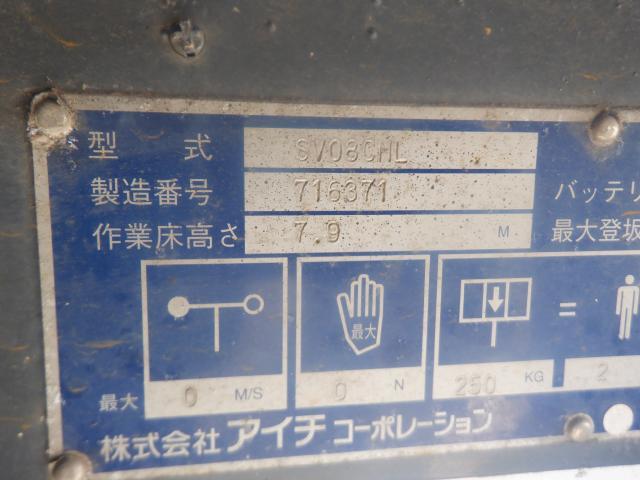 型 式 SV08CHL
製造番号 716371 バッテリ
作業床高さ 7.9 M 最大登坂
最大
=
最大 0 M/S 0 N 250 KG 2
株式会社 アイチ コーポレーション